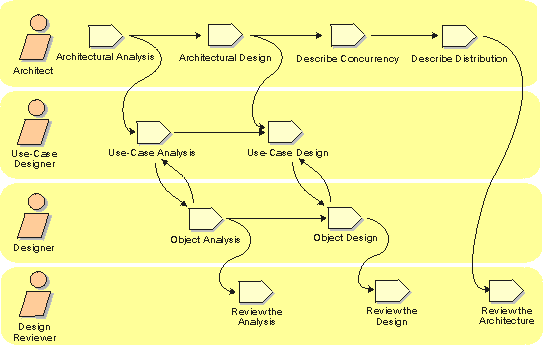 Architect
Architectural Analysis
Architectural Design
Describe Concurrency
Describe Distribution
Use-Case
Designer
Use-Case Analysis
Use-Case Design
Designer
Object Analysis
Object Design
Design
Reviewer
Review the
Analysis
Review the
Design
Review the
Architecture